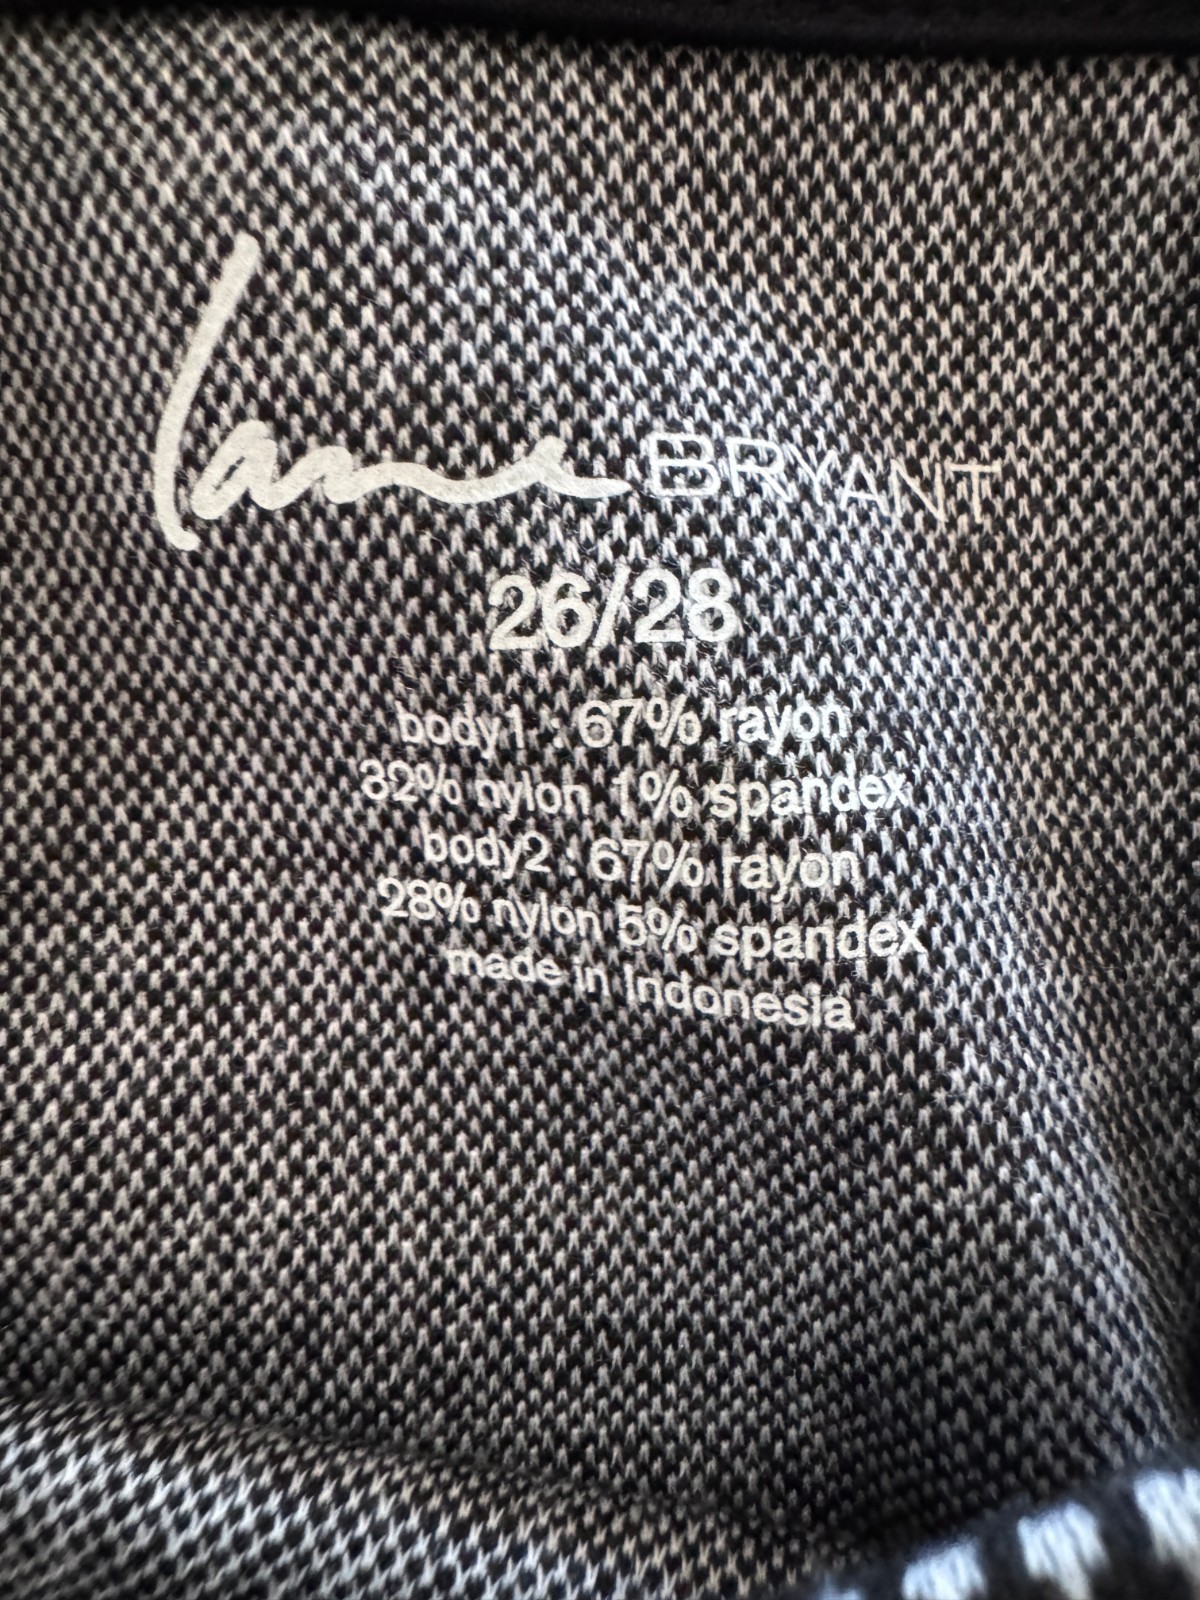 lane BRYANT
26/28
body1 : 67% rayon
32% nylon 1% spandex
body2 : 67% rayon
28% nylon 5% spandex
made in Indonesia